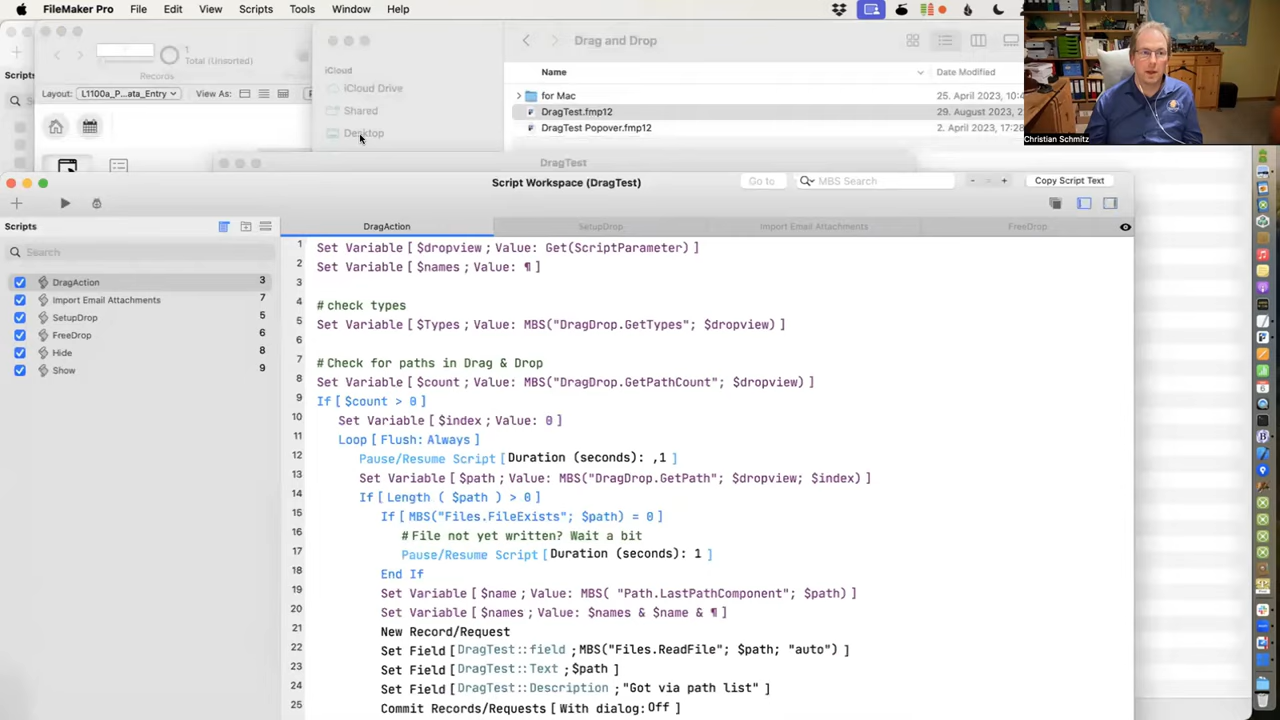 FileMaker Pro File Edit View Scripts Tools Window Help
Total (Unsorted)
Records
Layout: L1100a_P...ata_Entry View As:
iCloud
iCloud Drive
Shared
Desktop
Drag and Drop
Name Date Modified
for Mac 25. April 2023, 10:4
DragTest.fmp12 29. August 2023, 2
DragTest Popover.fmp12 2. April 2023, 17:28
Christian Schmitz
DragTest
Scripts
Script Workspace (DragTest) Go to MBS Search - + Copy Script Text
Scripts
Search
DragAction 3
Import Email Attachments 7
SetupDrop 5
FreeDrop 6
Hide 8
Show 9
DragAction SetupDrop Import Email Attachments FreeDrop
1 Set Variable [ $dropview ; Value: Get(ScriptParameter) ]
2 Set Variable [ $names ; Value: ¶ ]
3
4 # check types
5 Set Variable [ $Types ; Value: MBS("DragDrop.GetTypes"; $dropview) ]
6
7 # Check for paths in Drag & Drop
8 Set Variable [ $count ; Value: MBS("DragDrop.GetPathCount"; $dropview) ]
9 If [ $count > 0 ]
10 Set Variable [ $index ; Value: 0 ]
11 Loop [ Flush: Always ]
12 Pause/Resume Script [ Duration (seconds): ,1 ]
13 Set Variable [ $path ; Value: MBS("DragDrop.GetPath"; $dropview; $index) ]
14 If [ Length ( $path ) > 0 ]
15 If [ MBS("Files.FileExists"; $path) = 0 ]
16 # File not yet written? Wait a bit
17 Pause/Resume Script [ Duration (seconds): 1 ]
18 End If
19 Set Variable [ $name ; Value: MBS( "Path.LastPathComponent"; $path) ]
20 Set Variable [ $names ; Value: $names & $name & ¶ ]
21 New Record/Request
22 Set Field [ DragTest::field ; MBS("Files.ReadFile"; $path; "auto") ]
23 Set Field [ DragTest::Text ; $path ]
24 Set Field [ DragTest::Description ; "Got via path list" ]
25 Commit Records/Requests [ With dialog: Off ]